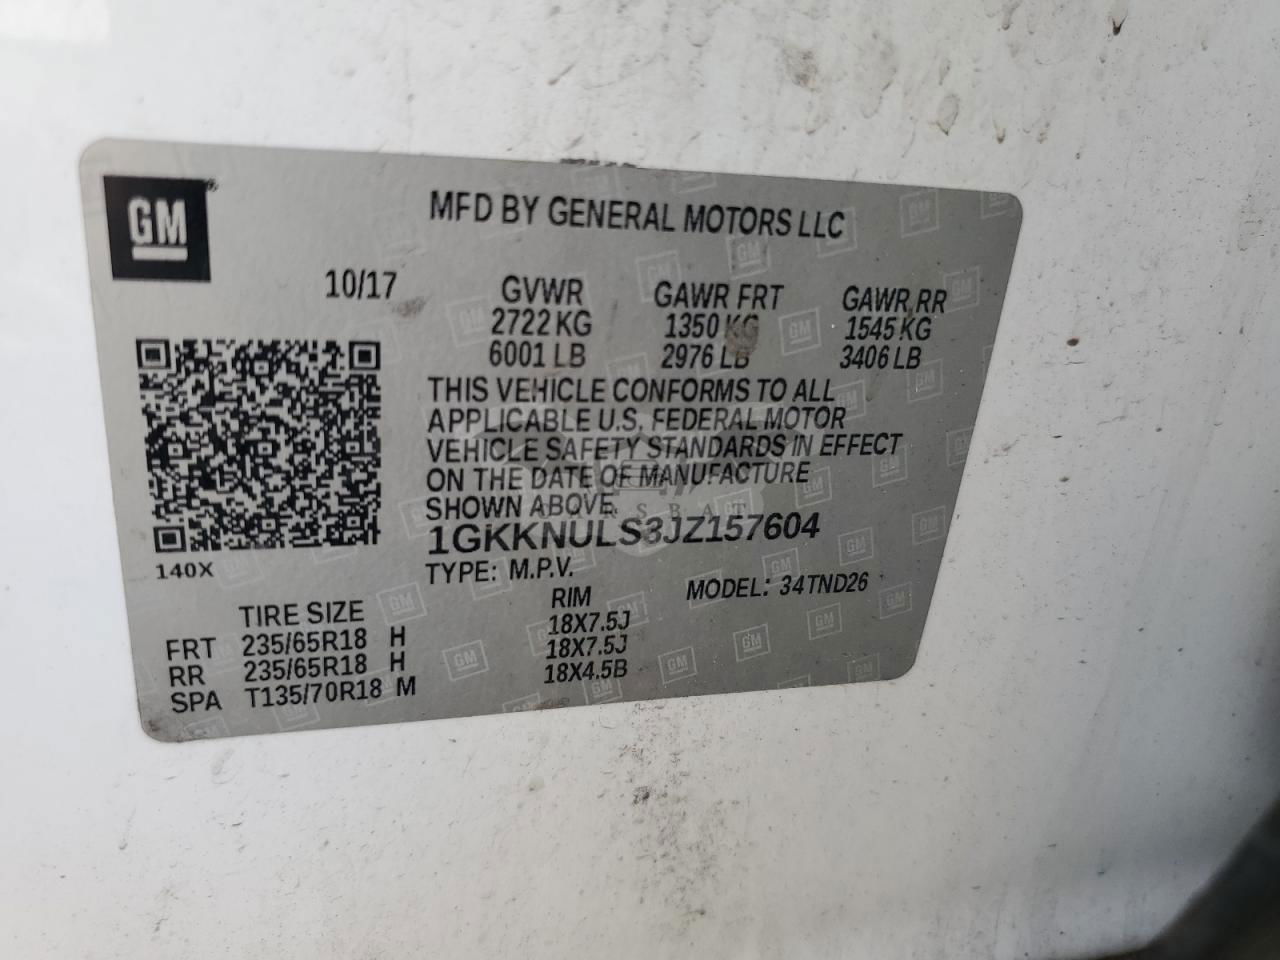 GM
MFD BY GENERAL MOTORS LLC
10/17
GVWR GAWR FRT GAWR RR
2722 KG 1350 KG 1545 KG
6001 LB 2976 LB 3406 LB
THIS VEHICLE CONFORMS TO ALL
APPLICABLE U.S. FEDERAL MOTOR
VEHICLE SAFETY STANDARDS IN EFFECT
ON THE DATE OF MANUFACTURE
SHOWN ABOVE.
1GKKNULS3JZ157604
140X
TYPE: M.P.V. MODEL: 34TND26
TIRE SIZE RIM
FRT 235/65R18 H 18X7.5J
RR 235/65R18 H 18X7.5J
SPA T135/70R18 M 18X4.5B